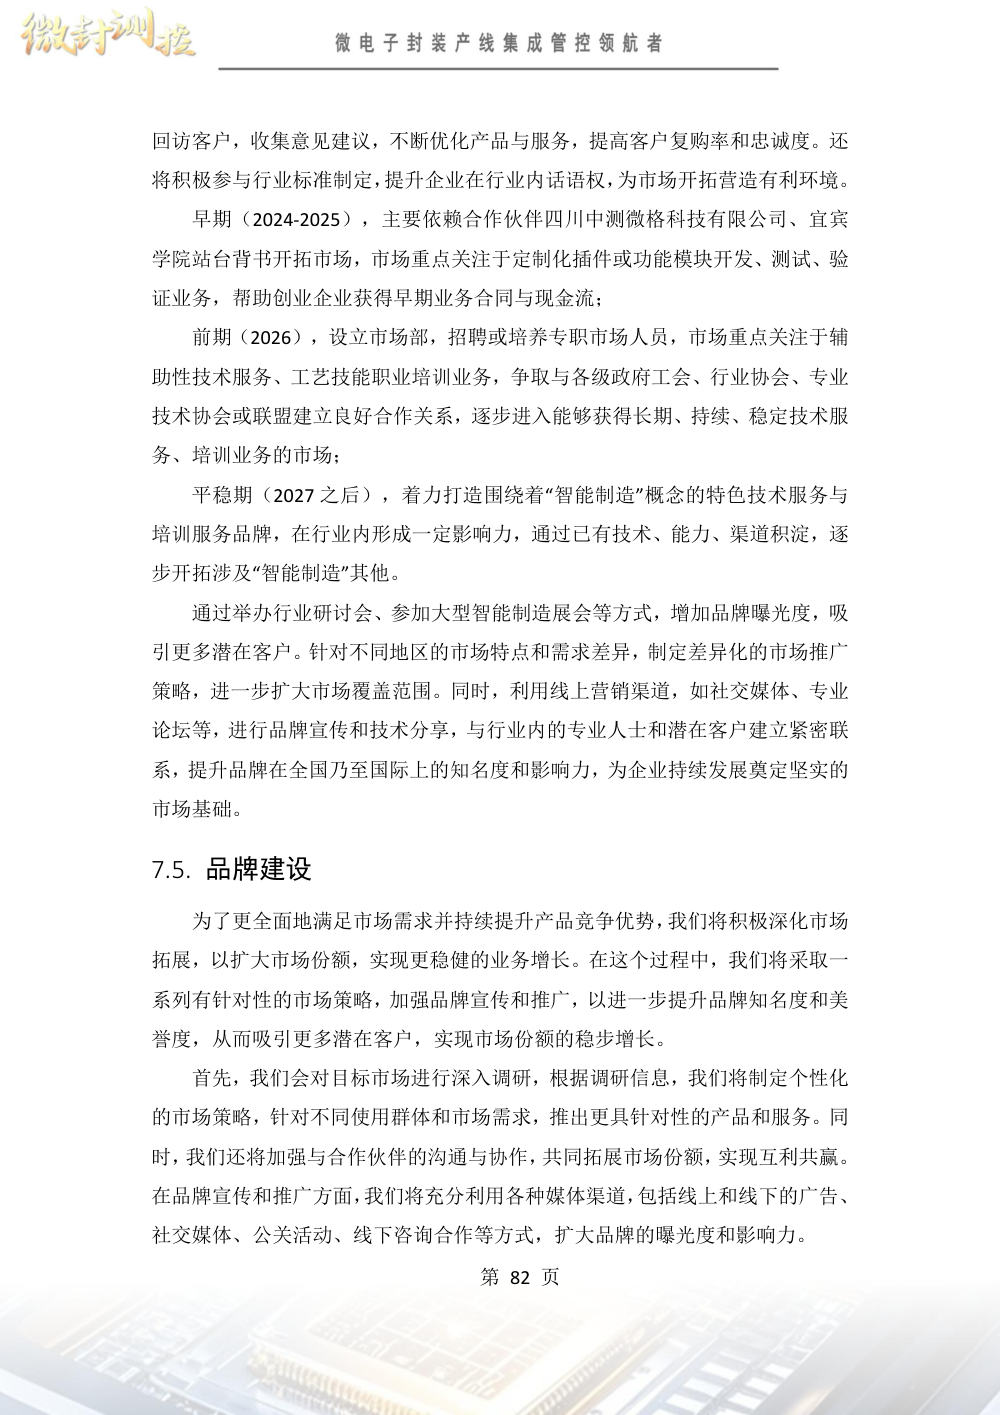 微封测控
微电子封装产线集成管控领航者
回访客户，收集意见建议，不断优化产品与服务，提高客户复购率和忠诚度。还
将积极参与行业标准制定，提升企业在行业内话语权，为市场开拓营造有利环境。
早期（2024-2025），主要依赖合作伙伴四川中测微格科技有限公司、宜宾
学院站台背书开拓市场，市场重点关注于定制化插件或功能模块开发、测试、验
证业务，帮助创业企业获得早期业务合同与现金流；
前期（2026），设立市场部，招聘或培养专职市场人员，市场重点关注于辅
助性技术服务、工艺技能职业培训业务，争取与各级政府工会、行业协会、专业
技术协会或联盟建立良好合作关系，逐步进入能够获得长期、持续、稳定技术服
务、培训业务的市场；
平稳期（2027 之后），着力打造围绕着“智能制造”概念的特色技术服务与
培训服务品牌，在行业内形成一定影响力，通过已有技术、能力、渠道积淀，逐
步开拓涉及“智能制造”其他。
通过举办行业研讨会、参加大型智能制造展会等方式，增加品牌曝光度，吸
引更多潜在客户。针对不同地区的市场特点和需求差异，制定差异化的市场推广
策略，进一步扩大市场覆盖范围。同时，利用线上营销渠道，如社交媒体、专业
论坛等，进行品牌宣传和技术分享，与行业内的专业人士和潜在客户建立紧密联
系，提升品牌在全国乃至国际上的知名度和影响力，为企业持续发展奠定坚实的
市场基础。
7.5. 品牌建设
为了更全面地满足市场需求并持续提升产品竞争优势，我们将积极深化市场
拓展，以扩大市场份额，实现更稳健的业务增长。在这个过程中，我们将采取一
系列有针对性的市场策略，加强品牌宣传和推广，以进一步提升品牌知名度和美
誉度，从而吸引更多潜在客户，实现市场份额的稳步增长。
首先，我们会对目标市场进行深入调研，根据调研信息，我们将制定个性化
的市场策略，针对不同使用群体和市场需求，推出更具针对性的产品和服务。同
时，我们还将加强与合作伙伴的沟通与协作，共同拓展市场份额，实现互利共赢。
在品牌宣传和推广方面，我们将充分利用各种媒体渠道，包括线上和线下的广告、
社交媒体、公关活动、线下咨询合作等方式，扩大品牌的曝光度和影响力。
第 82 页